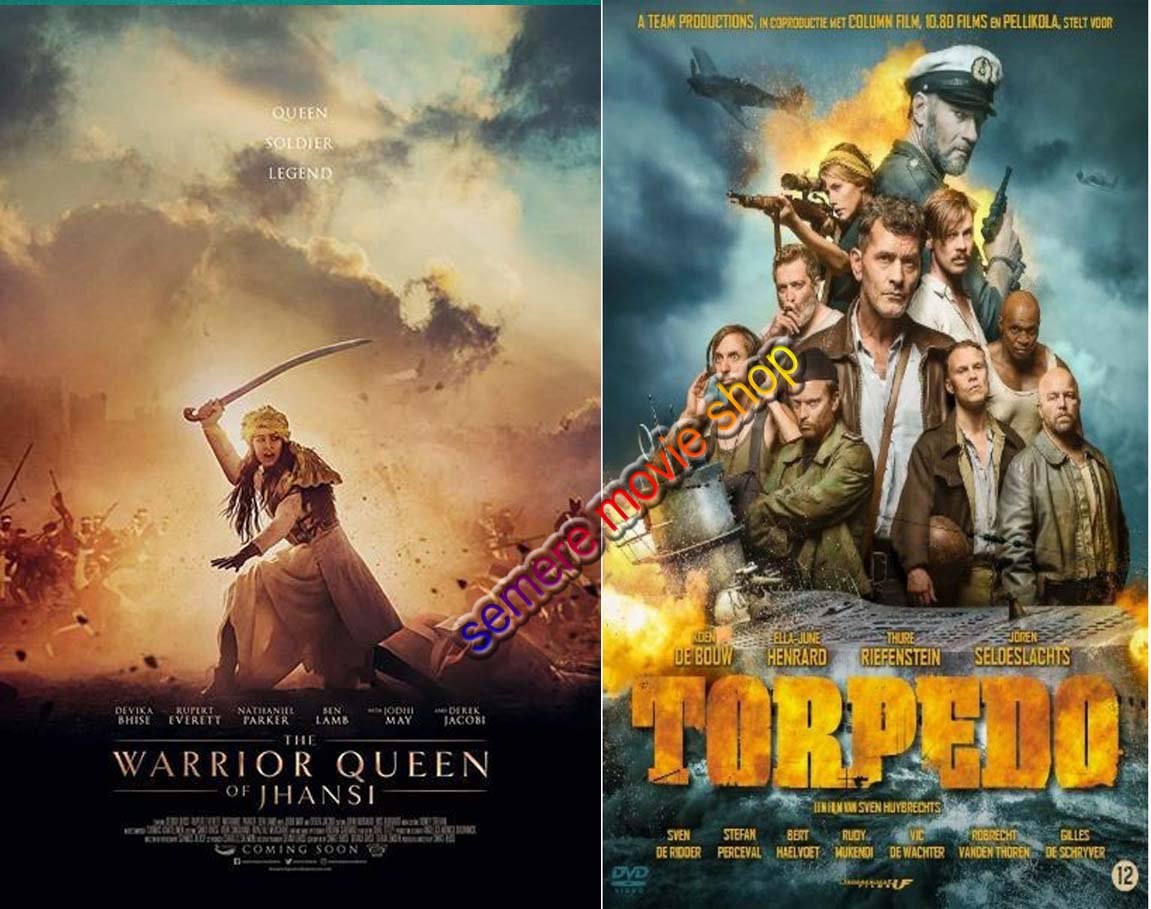 QUEEN
SOLDIER
LEGEND
DEVIKA BHISE
RUPERT EVERETT
NATHANIEL PARKER
BEN LAMB
WITH JODHI MAY
AND DEREK JACOBI
THE
WARRIOR QUEEN
OF JHANSI
COMING SOON
semere movie shop
A TEAM PRODUCTIONS, IN COPRODUCTIE MET COLUMN FILM, 10.80 FILMS EN PELLIKOLA, STELT VOOR
KOEN DE BOUW
ELLA-JUNE HENRARD
THURE RIEFENSTEIN
JOREN SELDESLACHTS
TORPEDO
EEN FILM VAN SVEN HUYBRECHTS
SVEN DE RIDDER
STEFAN PERCEVAL
BERT HAELVOET
RUDY MUKENDI
VIC DE WACHTER
ROBRECHT VANDEN THOREN
GILLES DE SCHRYVER
DVD
VIDEO
12